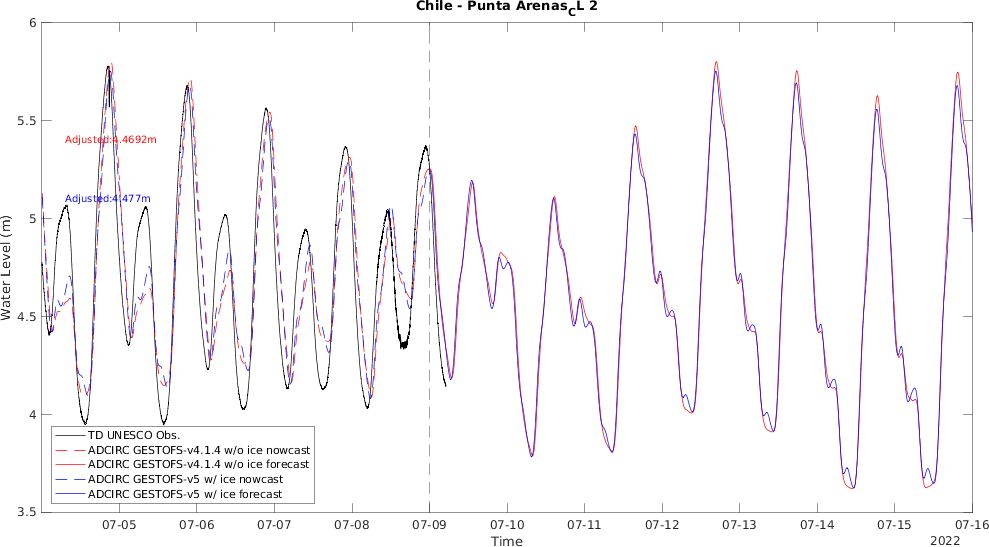 Chile - Punta Arenas_CL 2
6
5.5
5
4.5
4
3.5
Water Level (m)
Adjusted:4.4692m
Adjusted:4.477m
TD UNESCO Obs.
ADCIRC GESTOFS-v4.1.4 w/o ice nowcast
ADCIRC GESTOFS-v4.1.4 w/o ice forecast
ADCIRC GESTOFS-v5 w/ ice nowcast
ADCIRC GESTOFS-v5 w/ ice forecast
07-05 07-06 07-07 07-08 07-09 07-10 07-11 07-12 07-13 07-14 07-15 07-16
Time
2022